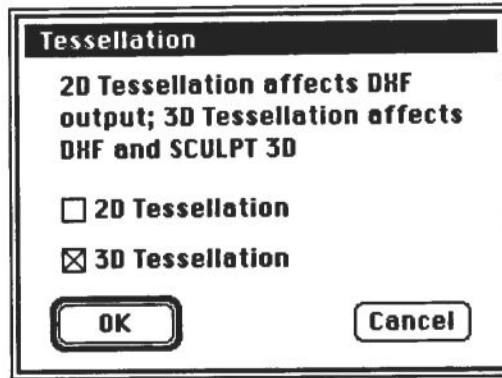 Tessellation
2D Tessellation affects DXF
output; 3D Tessellation affects
DXF and SCULPT 3D
2D Tessellation
3D Tessellation
OK
Cancel